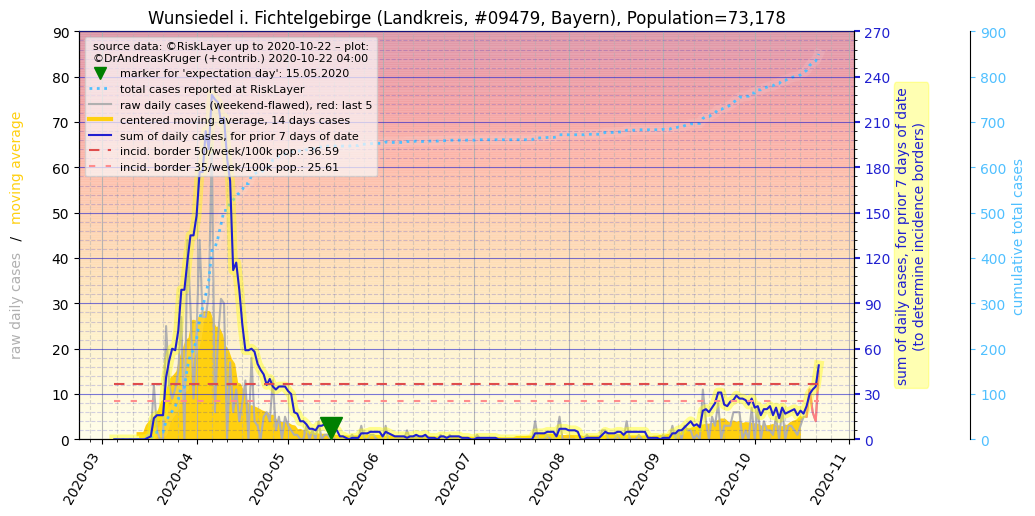 Wunsiedel i. Fichtelgebirge (Landkreis, #09479, Bayern), Population=73,178
source data: ©RiskLayer up to 2020-10-22 – plot:
©DrAndreasKruger (+contrib.) 2020-10-22 04:00
marker for 'expectation day': 15.05.2020
total cases reported at RiskLayer
raw daily cases (weekend-flawed), red: last 5
centered moving average, 14 days cases
sum of daily cases, for prior 7 days of date
incid. border 50/week/100k pop.: 36.59
incid. border 35/week/100k pop.: 25.61
raw daily cases / moving average
90
80
70
60
50
40
30
20
10
0
270
240
210
180
150
120
90
60
30
0
sum of daily cases, for prior 7 days of date
(to determine incidence borders)
900
800
700
600
500
400
300
200
100
0
cumulative total cases
2020-03
2020-04
2020-05
2020-06
2020-07
2020-08
2020-09
2020-10
2020-11